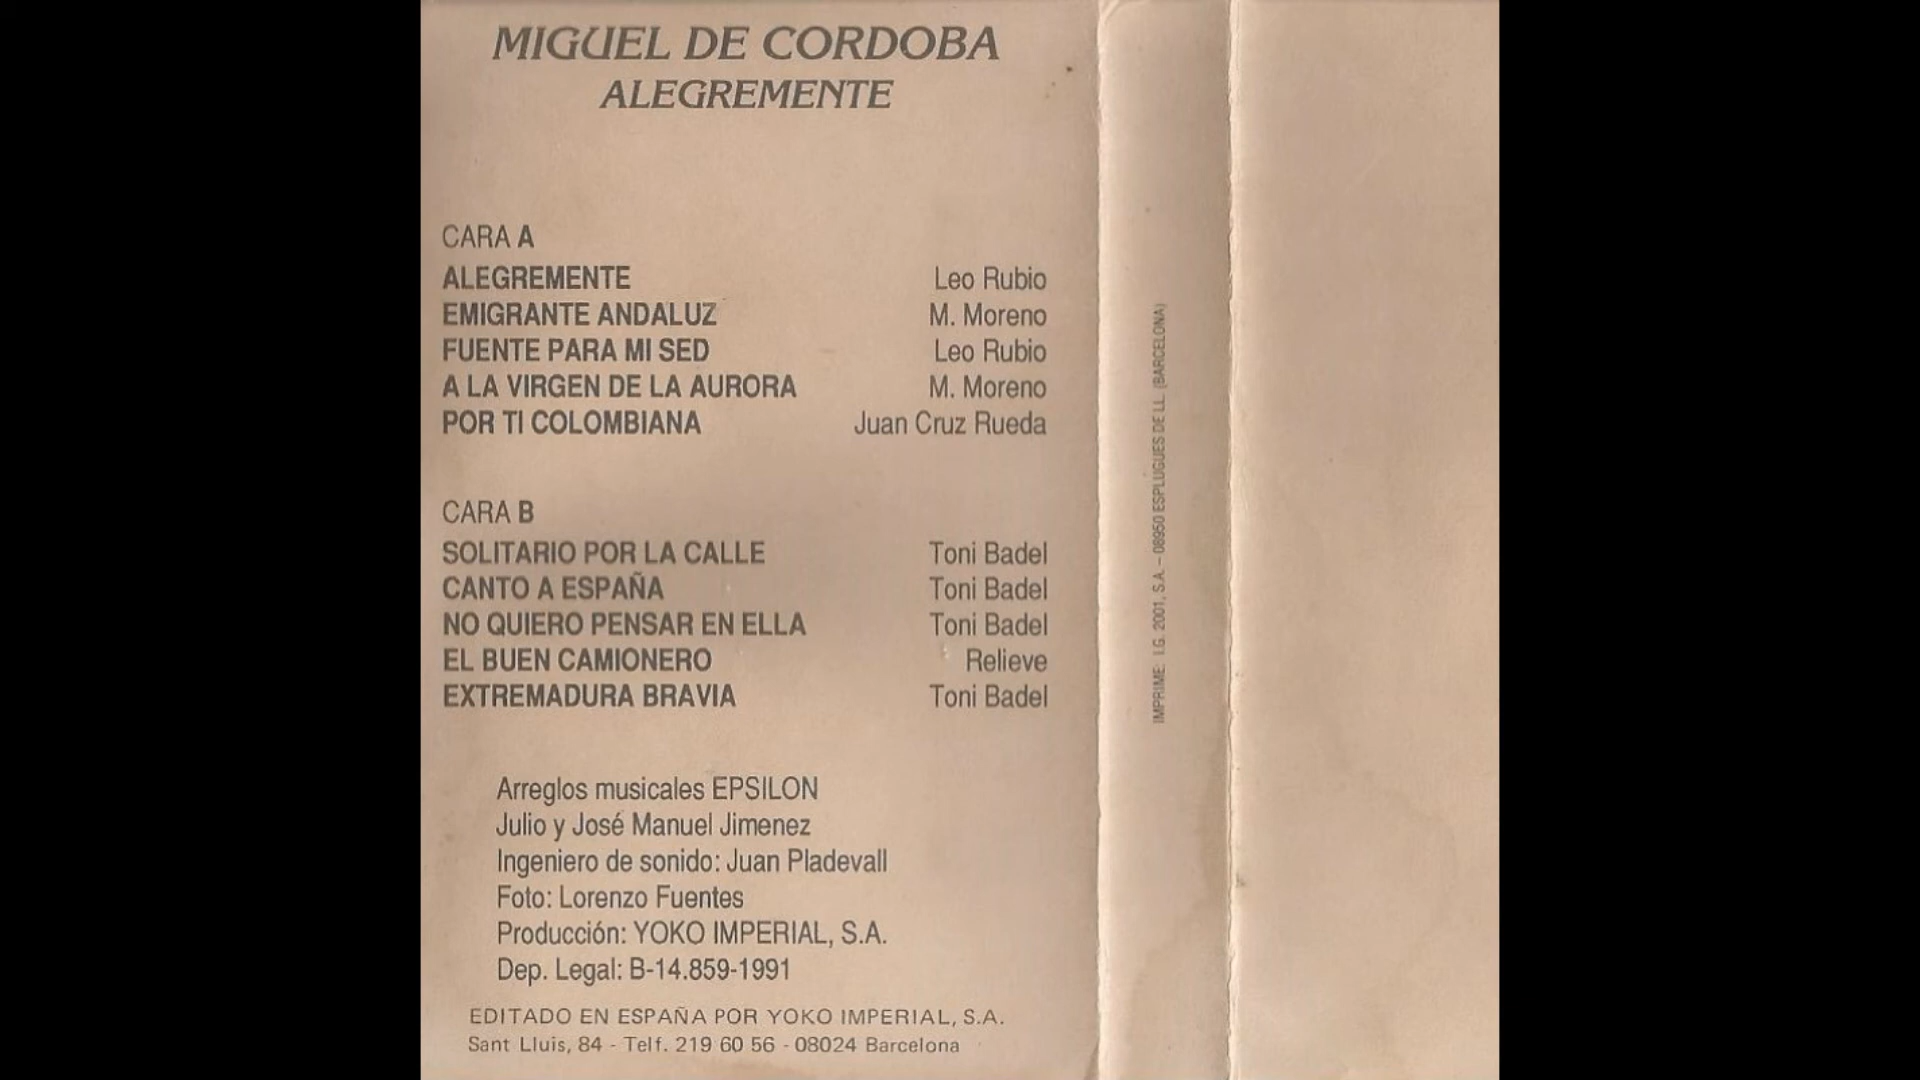 MIGUEL DE CORDOBA
ALEGREMENTE
CARA A
ALEGREMENTE Leo Rubio
EMIGRANTE ANDALUZ M. Moreno
FUENTE PARA MI SED Leo Rubio
A LA VIRGEN DE LA AURORA M. Moreno
POR TI COLOMBIANA Juan Cruz Rueda
CARA B
SOLITARIO POR LA CALLE Toni Badel
CANTO A ESPAÑA Toni Badel
NO QUIERO PENSAR EN ELLA Toni Badel
EL BUEN CAMIONERO Relieve
EXTREMADURA BRAVIA Toni Badel
Arreglos musicales EPSILON
Julio y José Manuel Jimenez
Ingeniero de sonido: Juan Pladevall
Foto: Lorenzo Fuentes
Producción: YOKO IMPERIAL, S.A.
Dep. Legal: B-14.859-1991
EDITADO EN ESPAÑA POR YOKO IMPERIAL, S.A.
Sant Lluis, 84 - Telf. 219 60 56 - 08024 Barcelona
IMPRIME: I.G. 2001, S.A. - 08950 ESPLUGUES DE LL. (BARCELONA)